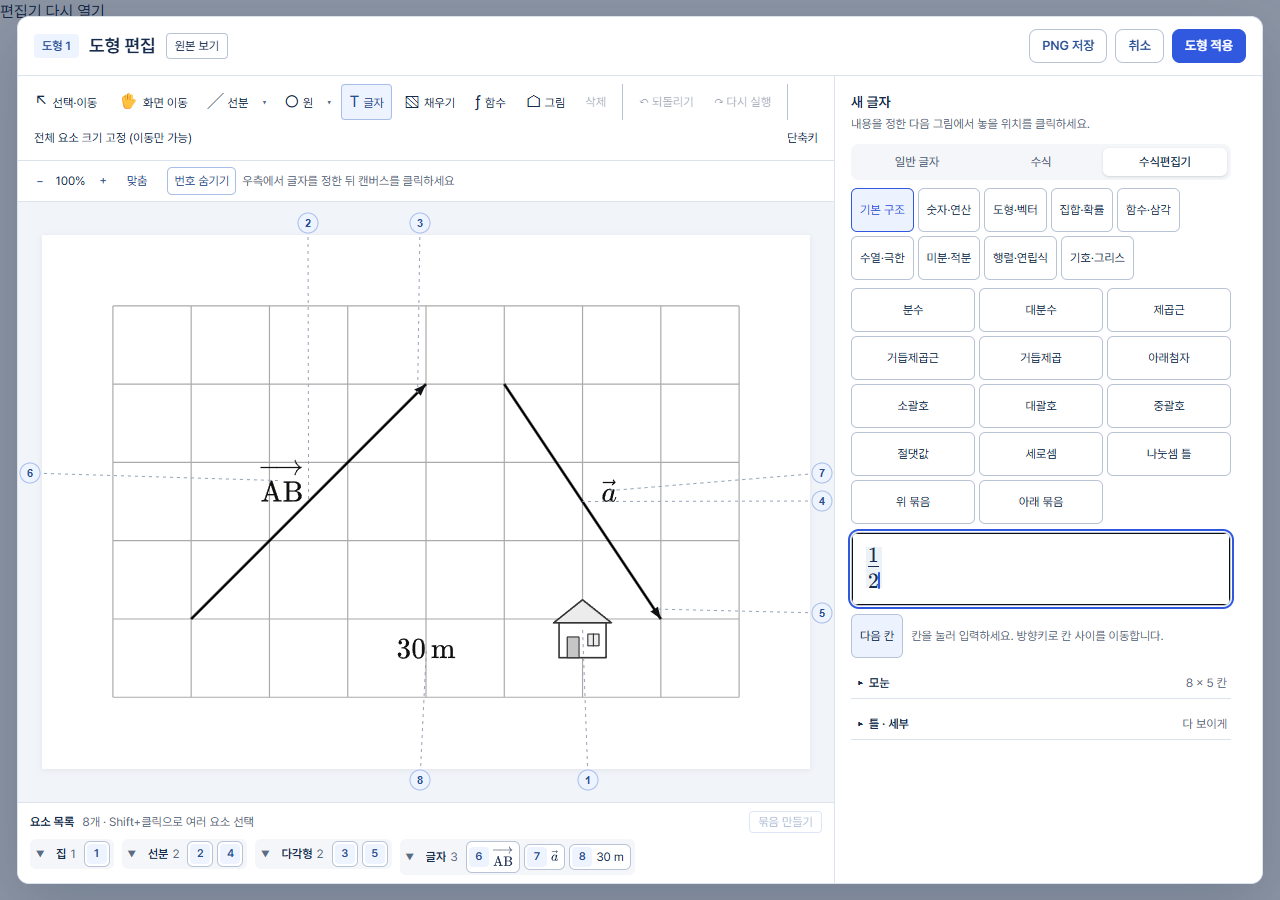 편집기 다시 열기
도형 1 도형 편집 원본 보기 PNG 저장 취소 도형 적용
선택·이동 화면 이동 선분 원 T 글자 채우기 f 함수 그림 삭제 되돌리기 다시 실행
전체 요소 크기 고정 (이동만 가능) 단축키
− 100% + 맞춤 번호 숨기기 우측에서 글자를 정한 뒤 캔버스를 클릭하세요
2 3
6 AB a 7
4
5
30 m
8 1
요소 목록 8개 · Shift+클릭으로 여러 요소 선택 묶음 만들기
집 1 1 선분 2 2 4 다각형 2 3 5 글자 3 6 AB 7 a 8 30 m
새 글자
내용을 정한 다음 그림에서 놓을 위치를 클릭하세요.
일반 글자 수식 수식편집기
기본 구조 숫자·연산 도형·벡터 집합·확률 함수·삼각
수열·극한 미분·적분 행렬·연립식 기호·그리스
분수 대분수 제곱근
거듭제곱근 거듭제곱 아래첨자
소괄호 대괄호 중괄호
절댓값 세로셈 나눗셈 틀
위 묶음 아래 묶음
1
2
다음 칸 칸을 눌러 입력하세요. 방향키로 칸 사이를 이동합니다.
모눈 8 × 5 칸
틀 · 세부 다 보이게